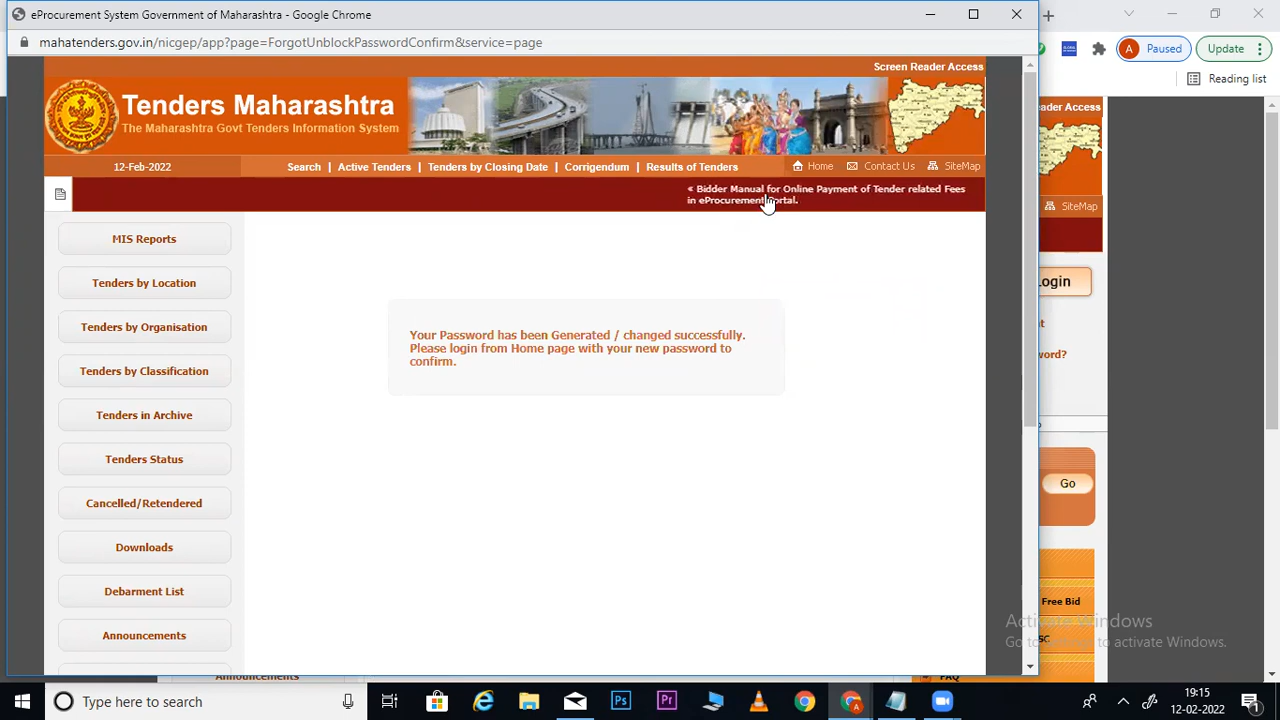 eProcurement System Government of Maharashtra - Google Chrome
mahatenders.gov.in/nicgep/app?page=ForgotUnblockPasswordConfirm&service=page
A Paused
Update
Reading list
Screen Reader Access
Tenders Maharashtra
The Maharashtra Govt Tenders Information System
12-Feb-2022
Search | Active Tenders | Tenders by Closing Date | Corrigendum | Results of Tenders
Home Contact Us SiteMap
« Bidder Manual for Online Payment of Tender related Fees
in eProcurement Portal.
MIS Reports
Tenders by Location
Tenders by Organisation
Tenders by Classification
Tenders in Archive
Tenders Status
Cancelled/Retendered
Downloads
Debarment List
Announcements
Your Password has been Generated / changed successfully.
Please login from Home page with your new password to
confirm.
ader Access
SiteMap
Login
t
word?
Go
Free Bid
SC
FAQ
Announcements
Activate Windows
Go to Settings to activate Windows.
Type here to search
Ps
Pr
19:15
12-02-2022
1